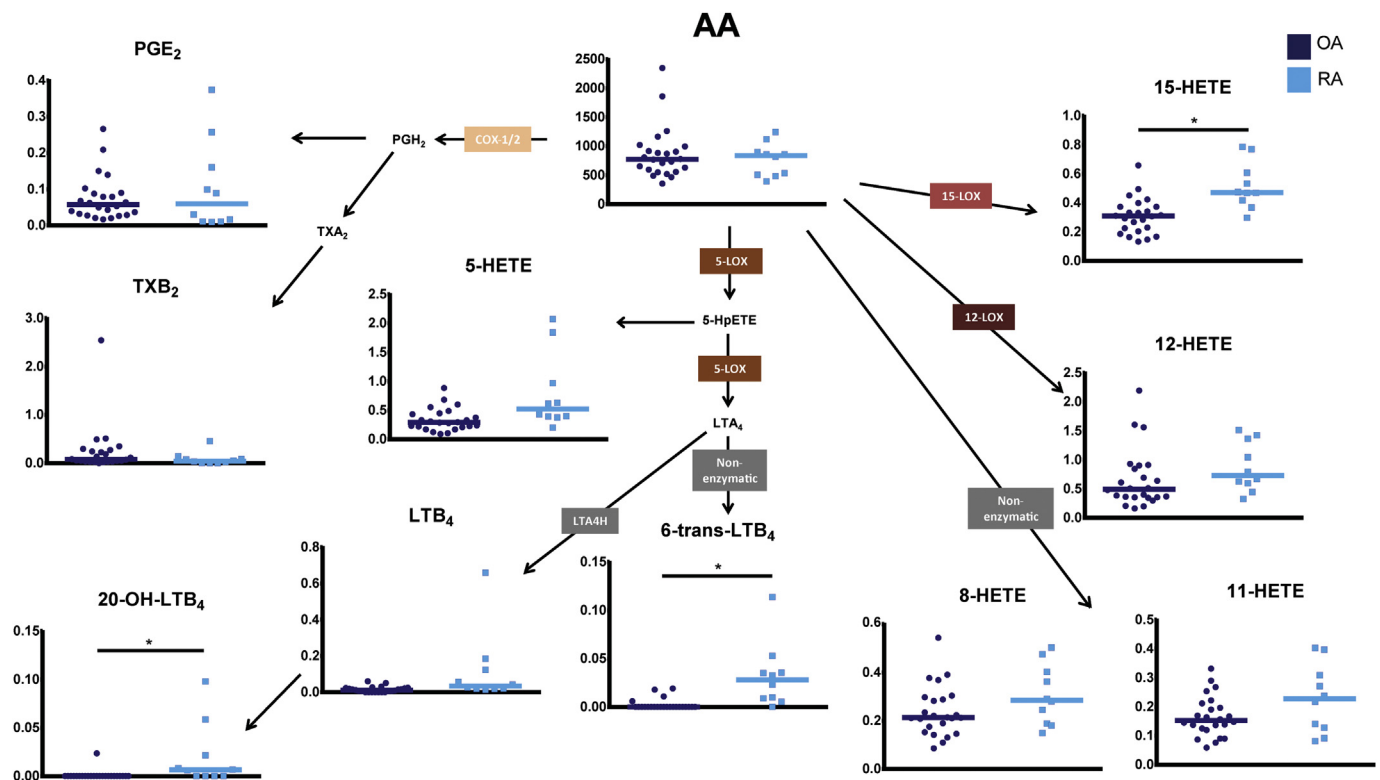 AA
OA
RA
PGE₂
0.4
0.3
0.2
0.1
0.0
2500
2000
1500
1000
500
0
15-HETE
1.0
0.8
0.6
0.4
0.2
0.0
*
COX-1/2
PGH₂
TXA₂
15-LOX
5-LOX
12-LOX
TXB₂
3.0
2.0
1.0
0.0
5-HETE
2.5
2.0
1.5
1.0
0.5
0.0
5-HpETE
5-LOX
LTA₄
Non-
enzymatic
LTA4H
12-HETE
2.5
2.0
1.5
1.0
0.5
0.0
Non-
enzymatic
LTB₄
0.8
0.6
0.4
0.2
0.0
6-trans-LTB₄
0.15
0.10
0.05
0.00
*
20-OH-LTB₄
0.15
0.10
0.05
0.00
*
8-HETE
0.6
0.4
0.2
0.0
11-HETE
0.5
0.4
0.3
0.2
0.1
0.0